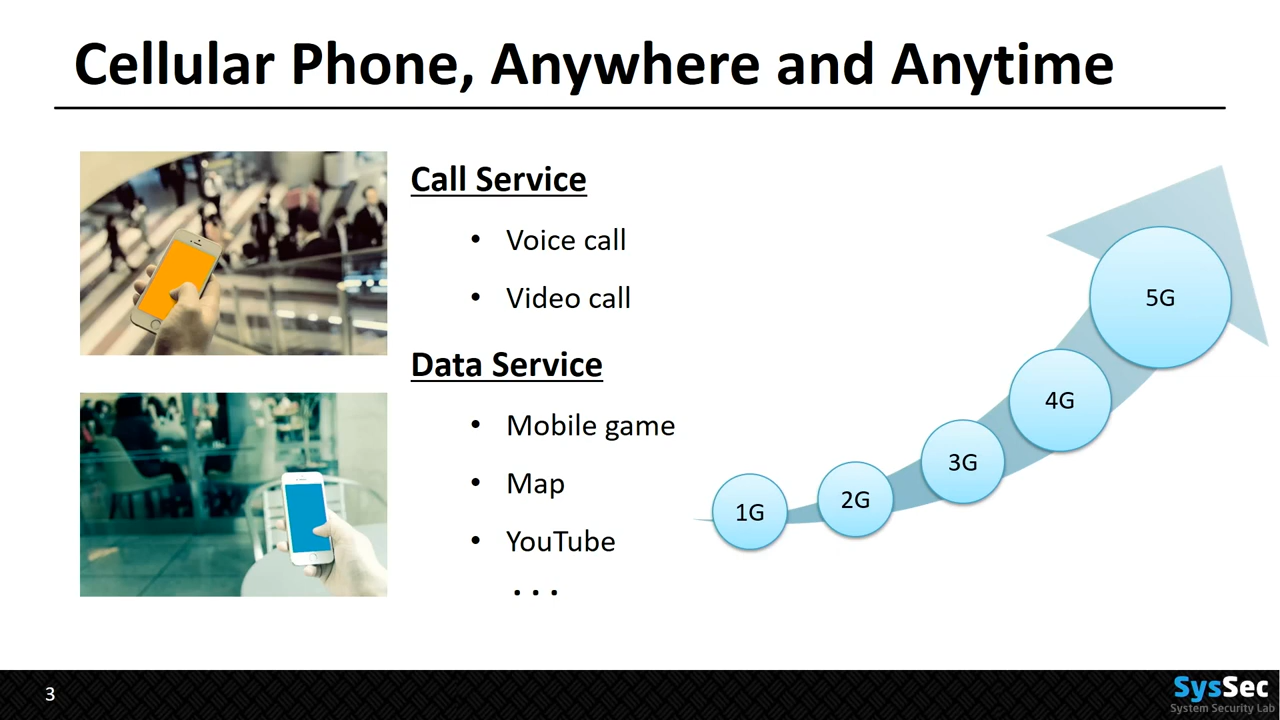 Cellular Phone, Anywhere and Anytime
Call Service
• Voice call
• Video call
Data Service
• Mobile game
• Map
• YouTube
...
1G
2G
3G
4G
5G
3
SysSec
System Security Lab